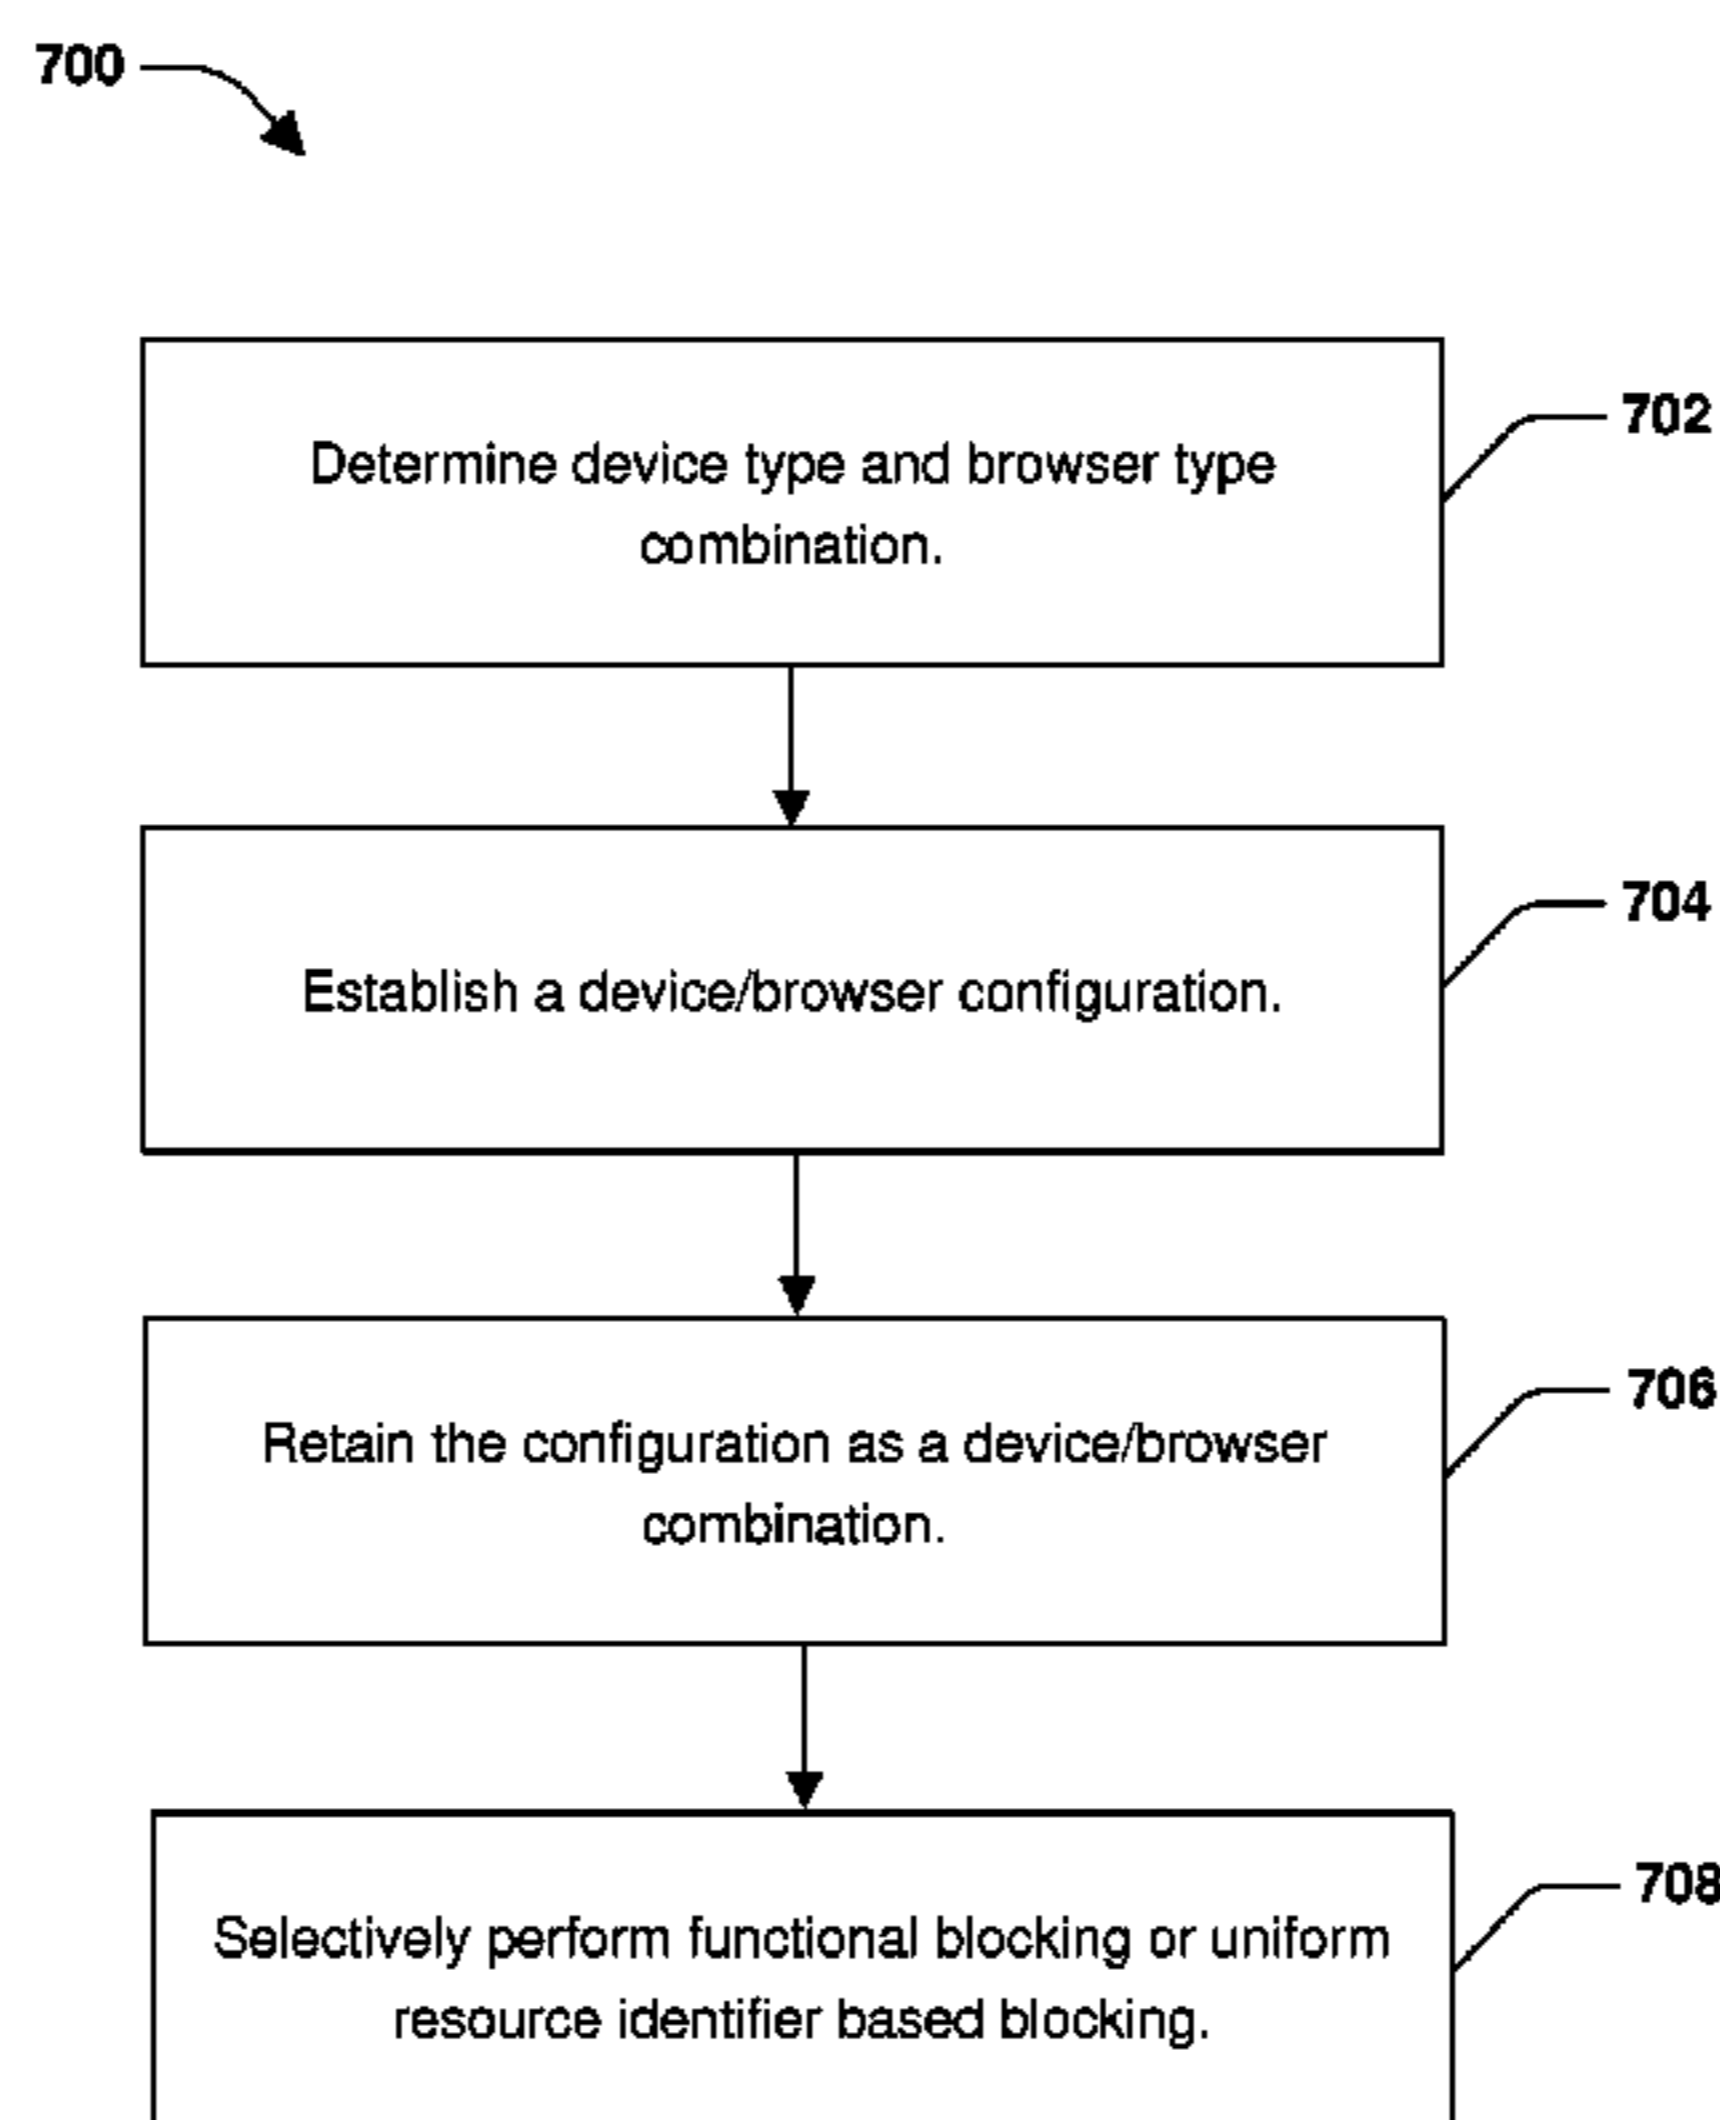 700
Determine device type and browser type
combination.
702
Establish a device/browser configuration.
704
Retain the configuration as a device/browser
combination.
706
Selectively perform functional blocking or uniform
resource identifier based blocking.
708